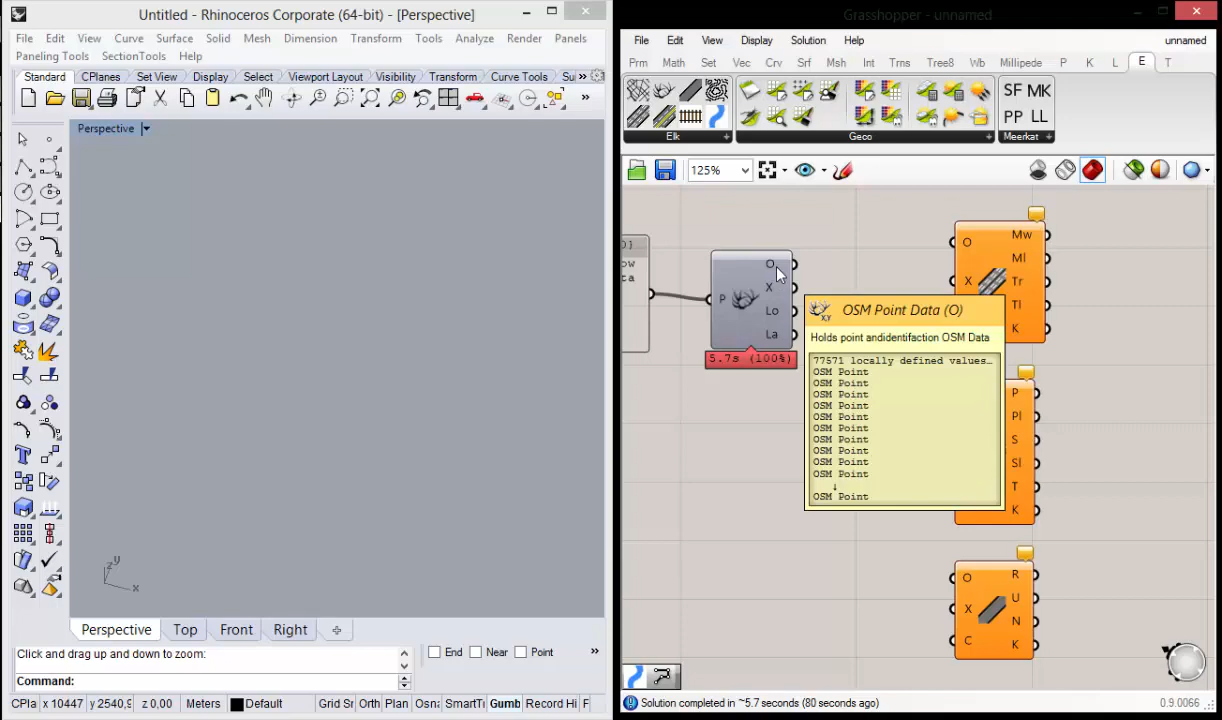 Untitled - Rhinoceros Corporate (64-bit) - [Perspective]
File Edit View Curve Surface Solid Mesh Dimension Transform Tools Analyze Render Panels
Paneling Tools SectionTools Help
Standard CPlanes Set View Display Select Viewport Layout Visibility Transform Curve Tools Su »
»
Perspective
y
z
x
Perspective Top Front Right
Click and drag up and down to zoom:
End Near Point »
Command:
CPla x 10447 y 2540,9 z 0,00 Meters Default Grid Sr Orth Plan Osna SmartTi Gumb Record Hi F
Grasshopper - unnamed
File Edit View Display Solution Help unnamed
Prm Math Set Vec Crv Srf Msh Int Trns Tree8 Wb Millipede P K L E T
SF MK
PP LL
Elk Geco Meerkat
125%
ow
ta
P
O
X
Lo
La
5.7s (100%)
X,Y
OSM Point Data (O)
Holds point andidentifaction OSM Data
77571 locally defined values…
OSM Point
OSM Point
OSM Point
OSM Point
OSM Point
OSM Point
OSM Point
OSM Point
OSM Point
OSM Point
↓
OSM Point
O
X
Mw
Ml
Tr
Tl
K
P
Pl
S
Sl
T
K
O
X
C
R
U
N
K
Solution completed in ~5.7 seconds (80 seconds ago) 0.9.0066